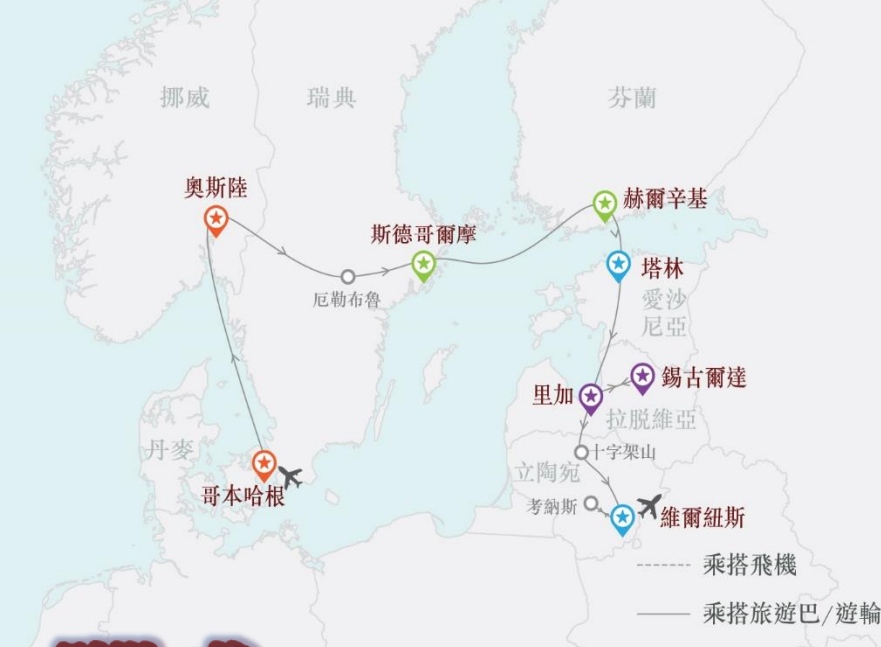 挪威
瑞典
芬蘭
奧斯陸
赫爾辛基
斯德哥爾摩
塔林
厄勒布魯
愛沙
尼亞
錫古爾達
里加
拉脱維亞
丹麥
十字架山
立陶宛
哥本哈根
考納斯
維爾紐斯
乘搭飛機
乘搭旅遊巴/遊輪